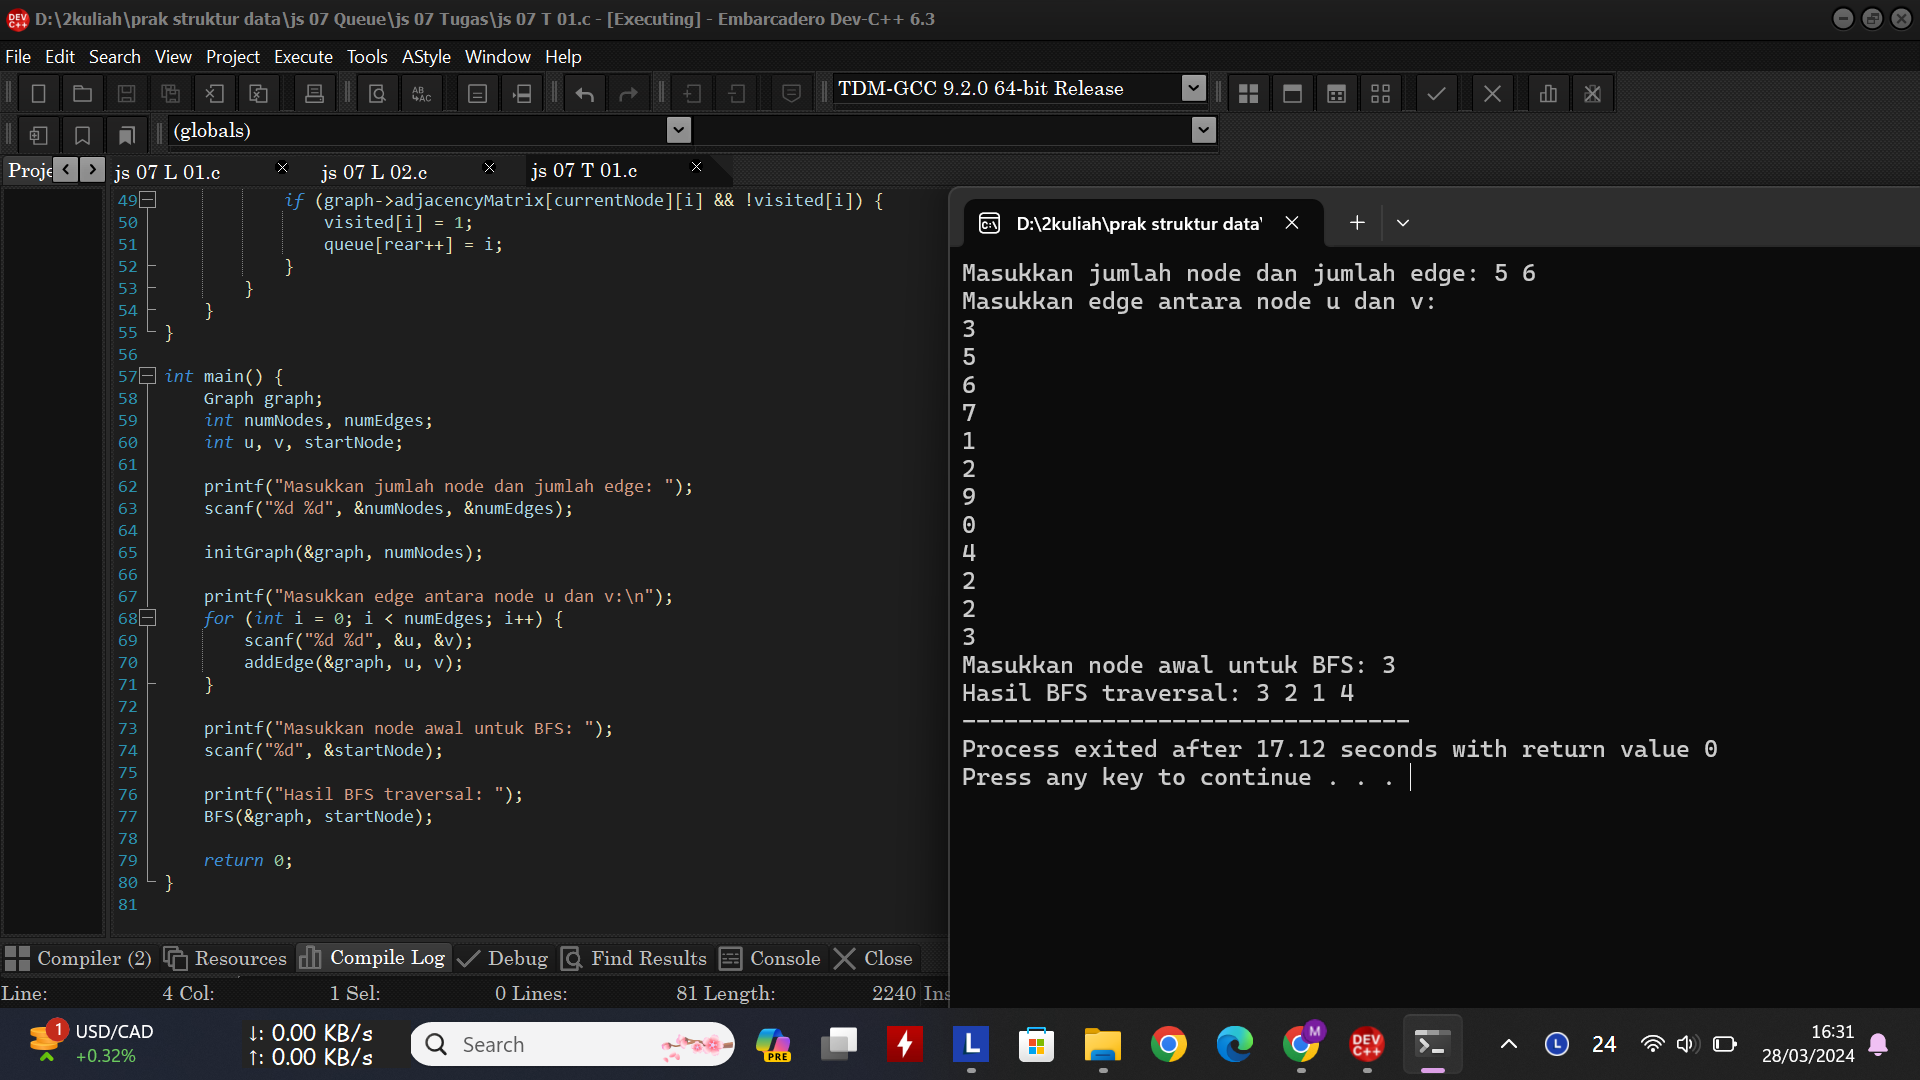 D:\2kuliah\prak struktur data\js 07 Queue\js 07 Tugas\js 07 T 01.c - [Executing] - Embarcadero Dev-C++ 6.3
File Edit Search View Project Execute Tools AStyle Window Help
TDM-GCC 9.2.0 64-bit Release
(globals)
Proje
js 07 L 01.c
js 07 L 02.c
js 07 T 01.c
49 if (graph->adjacencyMatrix[currentNode][i] && !visited[i]) {
50 visited[i] = 1;
51 queue[rear++] = i;
52 }
53 }
54 }
55 }
56
57 int main() {
58 Graph graph;
59 int numNodes, numEdges;
60 int u, v, startNode;
61
62 printf("Masukkan jumlah node dan jumlah edge: ");
63 scanf("%d %d", &numNodes, &numEdges);
64
65 initGraph(&graph, numNodes);
66
67 printf("Masukkan edge antara node u dan v:\n");
68 for (int i = 0; i < numEdges; i++) {
69 scanf("%d %d", &u, &v);
70 addEdge(&graph, u, v);
71 }
72
73 printf("Masukkan node awal untuk BFS: ");
74 scanf("%d", &startNode);
75
76 printf("Hasil BFS traversal: ");
77 BFS(&graph, startNode);
78
79 return 0;
80 }
81
D:\2kuliah\prak struktur data\
Masukkan jumlah node dan jumlah edge: 5 6
Masukkan edge antara node u dan v:
3
5
6
7
1
2
9
0
4
2
2
3
Masukkan node awal untuk BFS: 3
Hasil BFS traversal: 3 2 1 4
--------------------------------
Process exited after 17.12 seconds with return value 0
Press any key to continue . . .
Compiler (2) Resources Compile Log Debug Find Results Console Close
Line: 4 Col: 1 Sel: 0 Lines: 81 Length: 2240 Ins
1
USD/CAD
+0.32%
↓: 0.00 KB/s
↑: 0.00 KB/s
Search
PRE
L
M
DEV
C++
L
24
16:31
28/03/2024